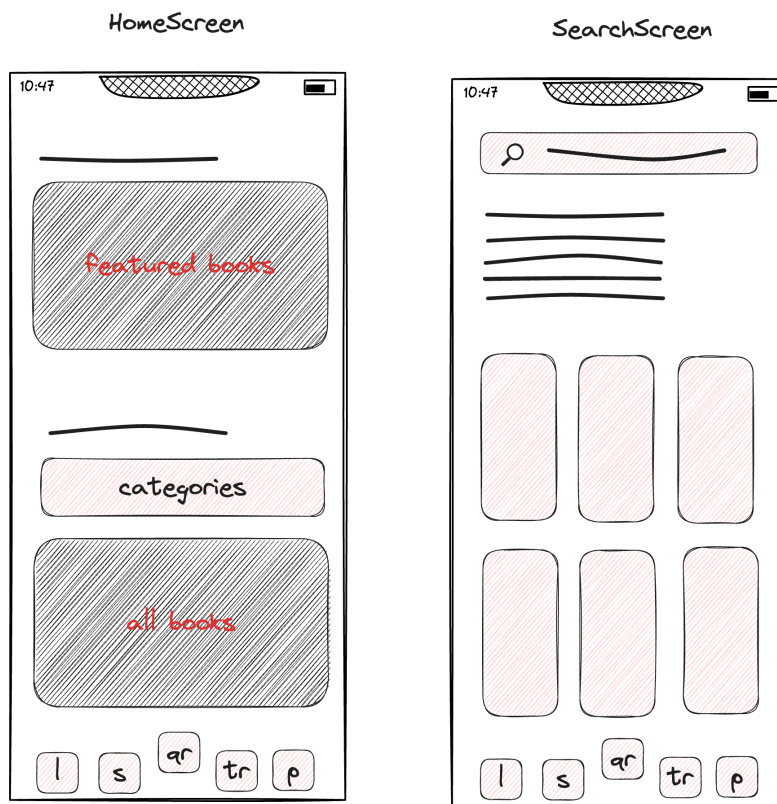 HomeScreen
10:47
featured books
categories
all books
l
s
qr
tr
p
SearchScreen
10:47
l
s
qr
tr
p